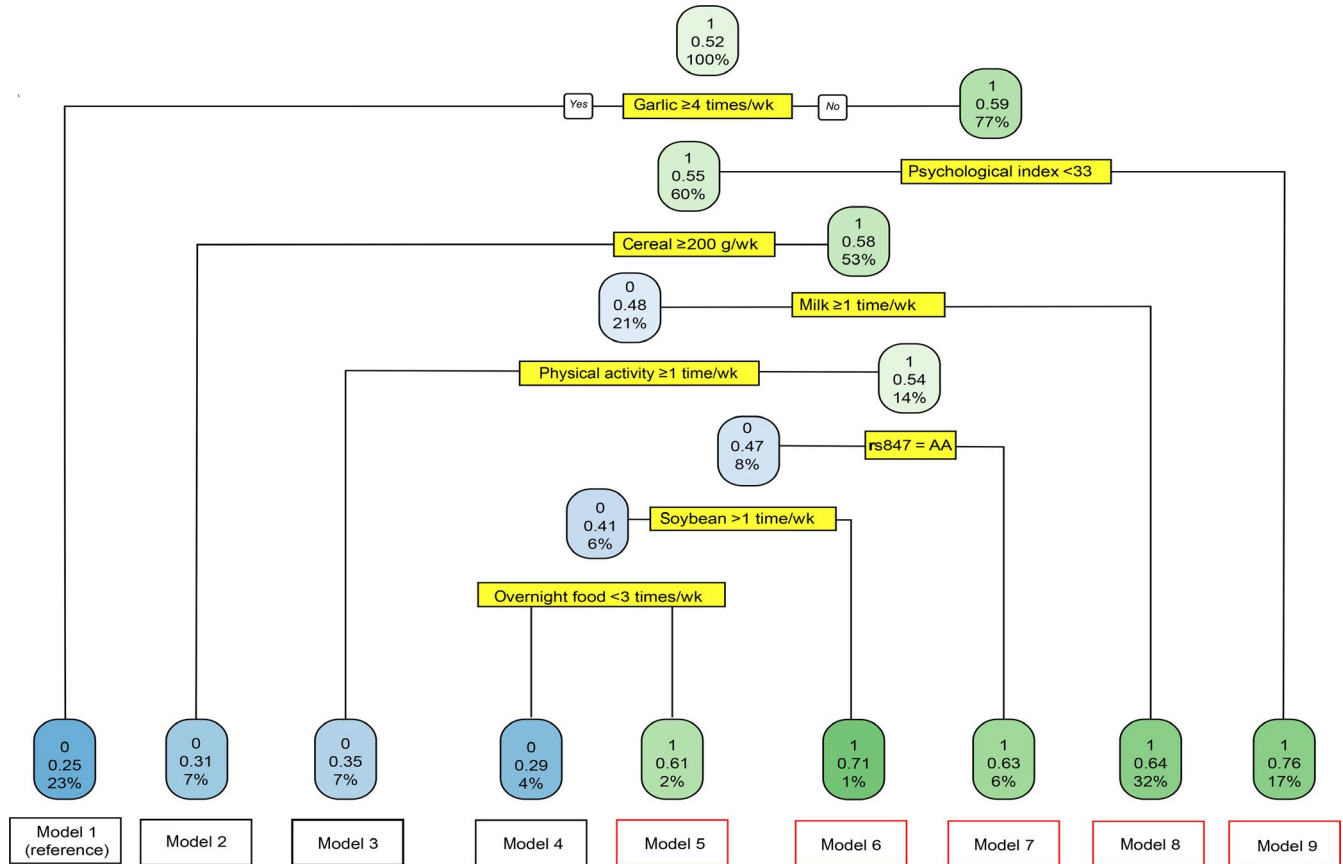 1
0.52
100%
Yes
Garlic ≥4 times/wk
No
1
0.59
77%
1
0.55
60%
Psychological index <33
Cereal ≥200 g/wk
1
0.58
53%
0
0.48
21%
Milk ≥1 time/wk
Physical activity ≥1 time/wk
1
0.54
14%
0
0.47
8%
rs847 = AA
0
0.41
6%
Soybean >1 time/wk
Overnight food <3 times/wk
0
0.25
23%
0
0.31
7%
0
0.35
7%
0
0.29
4%
1
0.61
2%
1
0.71
1%
1
0.63
6%
1
0.64
32%
1
0.76
17%
Model 1
(reference)
Model 2
Model 3
Model 4
Model 5
Model 6
Model 7
Model 8
Model 9